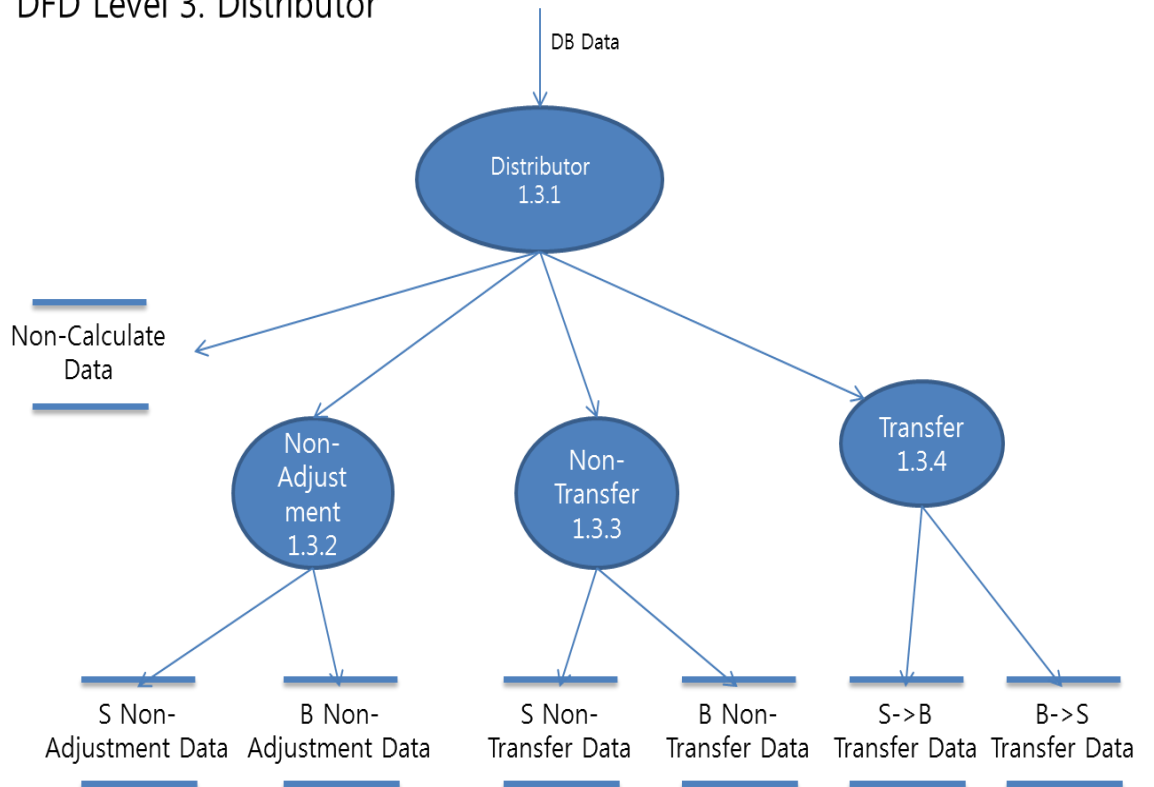 DFD Level 3. Distributor
DB Data
Distributor
1.3.1
Non-Calculate
Data
Non-
Adjust
ment
1.3.2
Non-
Transfer
1.3.3
Transfer
1.3.4
S Non-
Adjustment Data
B Non-
Adjustment Data
S Non-
Transfer Data
B Non-
Transfer Data
S->B
Transfer Data
B->S
Transfer Data